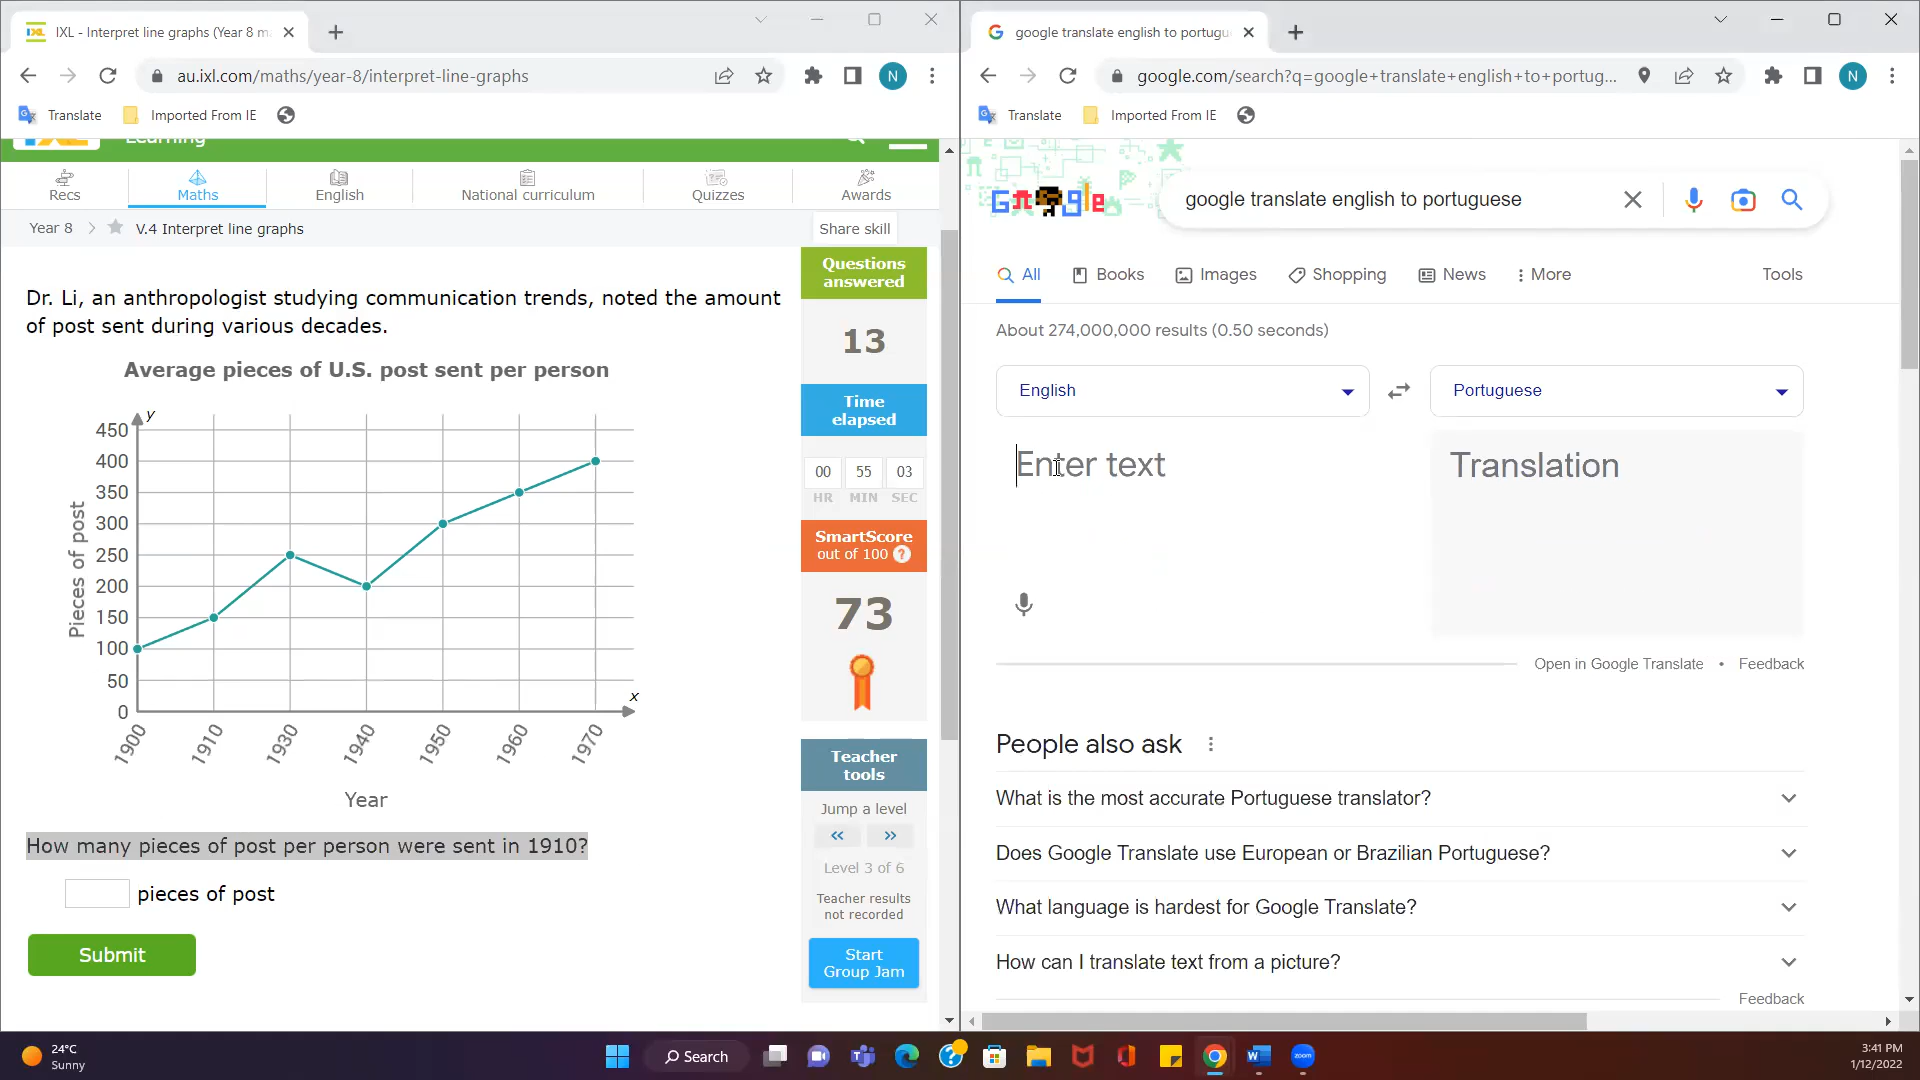 IXL - Interpret line graphs (Year 8 m
au.ixl.com/maths/year-8/interpret-line-graphs
N
Translate
Imported From IE
Learning
Recs
Maths
English
National curriculum
Quizzes
Awards
Year 8
V.4 Interpret line graphs
Share skill
Dr. Li, an anthropologist studying communication trends, noted the amount
of post sent during various decades.
Average pieces of U.S. post sent per person
y
450
400
350
300
250
200
150
100
50
0
Pieces of post
x
1900
1910
1930
1940
1950
1960
1970
Year
How many pieces of post per person were sent in 1910?
pieces of post
Submit
Questions
answered
13
Time
elapsed
00 55 03
HR MIN SEC
SmartScore
out of 100 ?
73
Teacher
tools
Jump a level
Level 3 of 6
Teacher results
not recorded
Start
Group Jam
google translate english to portugu
google.com/search?q=google+translate+english+to+portug...
N
Translate
Imported From IE
Google
google translate english to portuguese
All
Books
Images
Shopping
News
More
Tools
About 274,000,000 results (0.50 seconds)
English
Portuguese
Enter text
Translation
Open in Google Translate • Feedback
People also ask
What is the most accurate Portuguese translator?
Does Google Translate use European or Brazilian Portuguese?
What language is hardest for Google Translate?
How can I translate text from a picture?
Feedback
24°C
Sunny
Search
zoom
3:41 PM
1/12/2022